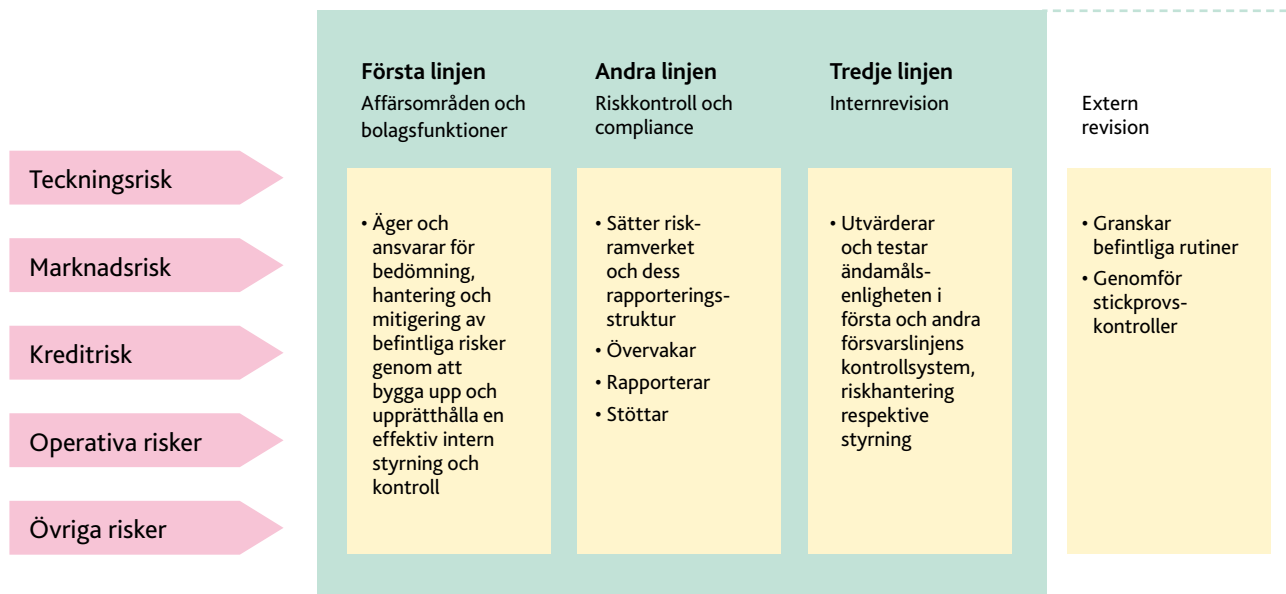 Första linjen
Affärsområden och
bolagsfunktioner
Andra linjen
Riskkontroll och
compliance
Tredje linjen
Internrevision
Extern
revision
Teckningsrisk
Marknadsrisk
Kreditrisk
Operativa risker
Övriga risker
• Äger och
ansvarar för
bedömning,
hantering och
mitigering av
befintliga risker
genom att
bygga upp och
upprätthålla en
effektiv intern
styrning och
kontroll
• Sätter risk-
ramverket
och dess
rapporterings-
struktur
• Övervakar
• Rapporterar
• Stöttar
• Utvärderar
och testar
ändamåls-
enligheten i
första och andra
försvarslinjens
kontrollsystem,
riskhantering
respektive
styrning
• Granskar
befintliga rutiner
• Genomför
stickprovs-
kontroller